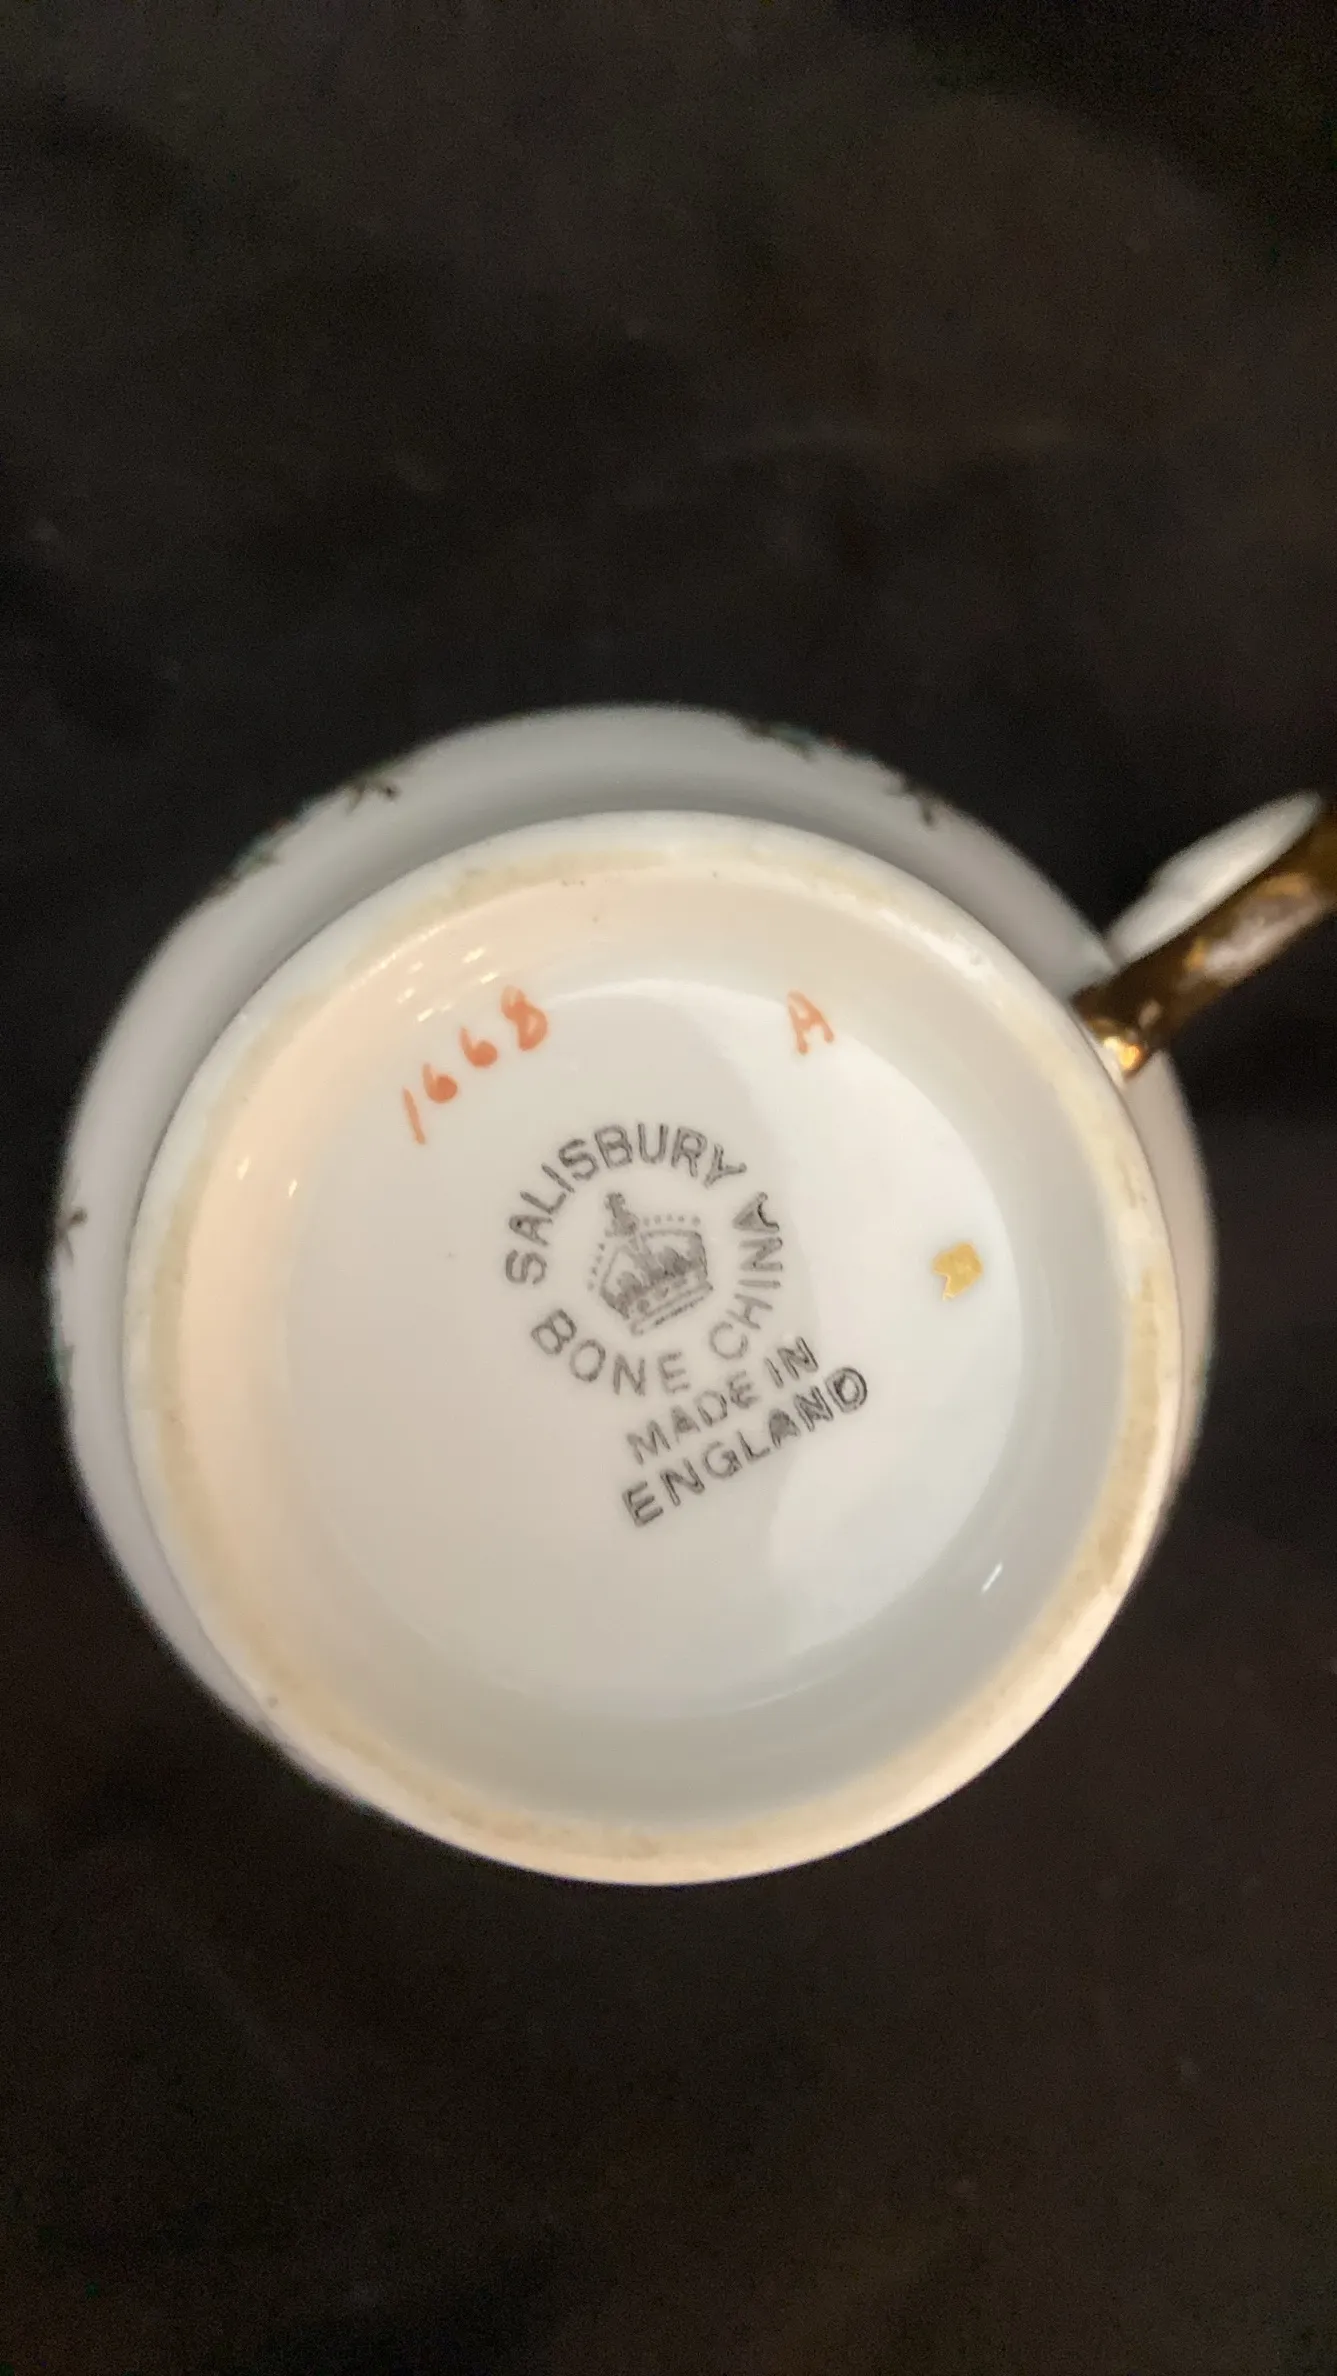 1668 A
SALISBURY
BONE CHINA
MADE IN
ENGLAND